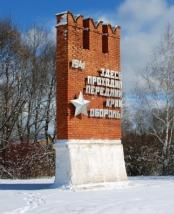 1941
ЗДЕСЬ
ПРОХОДИЛ
ПЕРЕДНИЙ
КРАЙ
ОБОРОНЫ